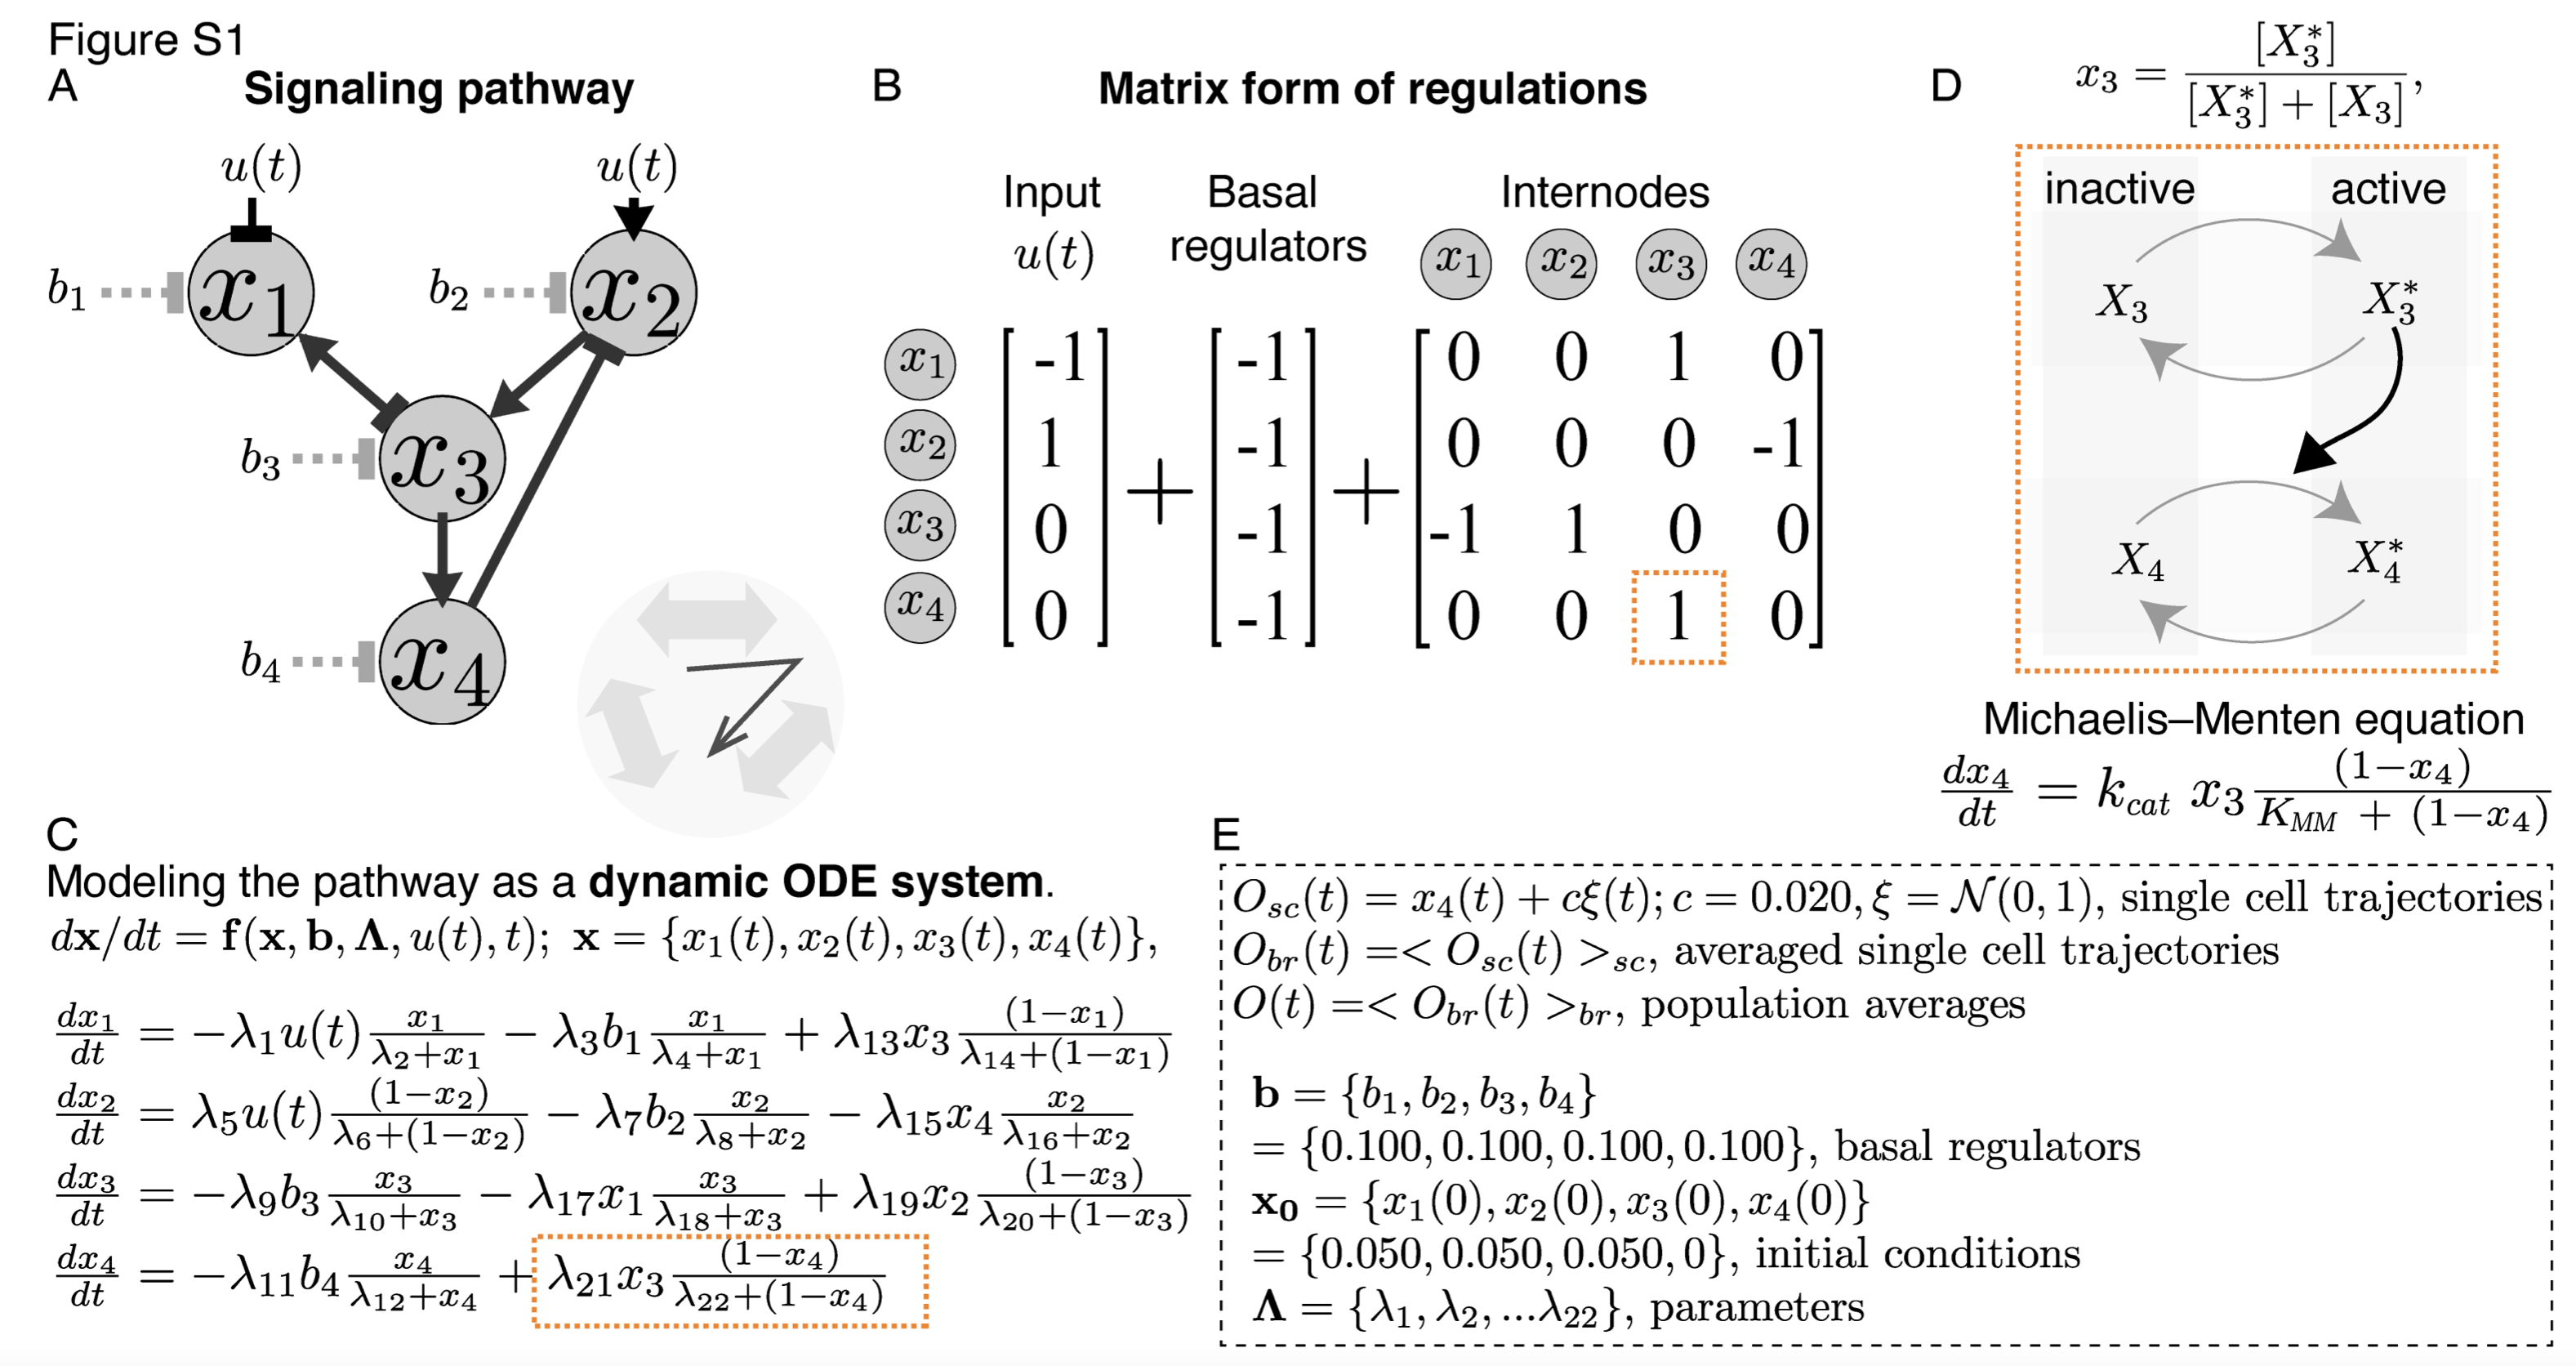 Figure S1
A
Signaling pathway
u(t)
u(t)
b₁
x₁
b₂
x₂
b₃
x₃
b₄
x₄
B
Matrix form of regulations
Input
u(t)
Basal
regulators
Internodes
x₁ x₂ x₃ x₄
x₁ [-1] [-1] [0 0 1 0]
x₂ [1] [-1] [0 0 0 -1]
+ +
x₃ [0] [-1] [-1 1 0 0]
x₄ [0] [-1] [0 0 1 0]
C
Modeling the pathway as a dynamic ODE system.
dx/dt = f(x, b, Λ, u(t), t); x = {x₁(t), x₂(t), x₃(t), x₄(t)},
dx₁/dt = −λ₁u(t) x₁/(λ₂+x₁) − λ₃b₁ x₁/(λ₄+x₁) + λ₁₃x₃ (1−x₁)/(λ₁₄+(1−x₁))
dx₂/dt = λ₅u(t) (1−x₂)/(λ₆+(1−x₂)) − λ₇b₂ x₂/(λ₈+x₂) − λ₁₅x₄ x₂/(λ₁₆+x₂)
dx₃/dt = −λ₉b₃ x₃/(λ₁₀+x₃) − λ₁₇x₁ x₃/(λ₁₈+x₃) + λ₁₉x₂ (1−x₃)/(λ₂₀+(1−x₃))
dx₄/dt = −λ₁₁b₄ x₄/(λ₁₂+x₄) + λ₂₁x₃ (1−x₄)/(λ₂₂+(1−x₄))
D
x₃ = [X₃*]/([X₃*] + [X₃]),
inactive active
X₃ X₃*
X₄ X₄*
Michaelis–Menten equation
dx₄/dt = k_cat x₃ (1−x₄)/(K_MM + (1−x₄))
E
O_sc(t) = x₄(t) + cξ(t); c = 0.020, ξ = 𝒩(0, 1), single cell trajectories
O_br(t) =< O_sc(t) >_sc, averaged single cell trajectories
O(t) =< O_br(t) >_br, population averages
b = {b₁, b₂, b₃, b₄}
= {0.100, 0.100, 0.100, 0.100}, basal regulators
x₀ = {x₁(0), x₂(0), x₃(0), x₄(0)}
= {0.050, 0.050, 0.050, 0}, initial conditions
Λ = {λ₁, λ₂, ...λ₂₂}, parameters